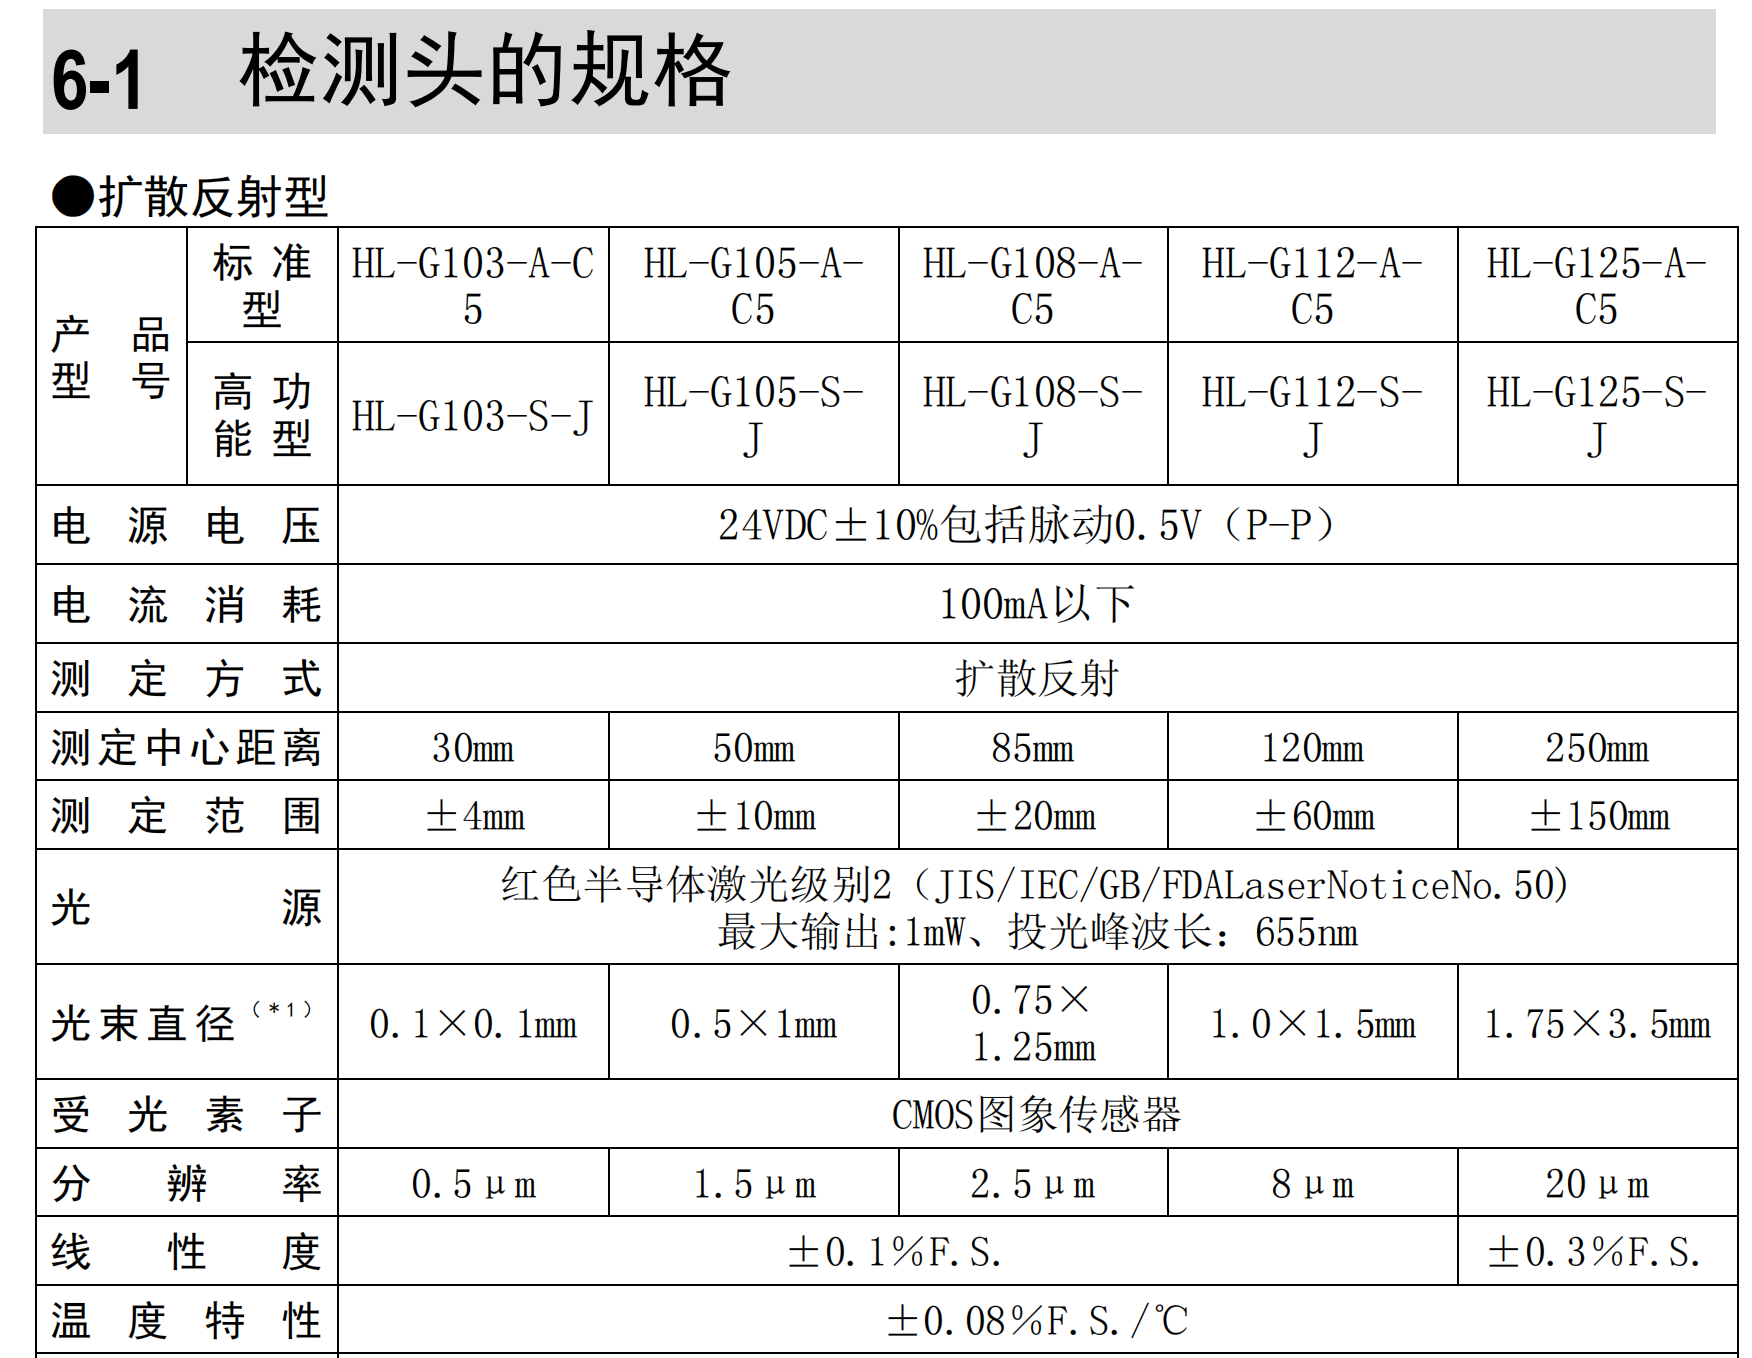 6-1 检测头的规格
●扩散反射型
产品型号 标准型 HL-G103-A-C5 HL-G105-A-C5 HL-G108-A-C5 HL-G112-A-C5 HL-G125-A-C5
高功能型 HL-G103-S-J HL-G105-S-J HL-G108-S-J HL-G112-S-J HL-G125-S-J
电源电压 24VDC±10%包括脉动0.5V（P-P）
电流消耗 100mA以下
测定方式 扩散反射
测定中心距离 30mm 50mm 85mm 120mm 250mm
测定范围 ±4mm ±10mm ±20mm ±60mm ±150mm
光源 红色半导体激光级别2（JIS/IEC/GB/FDALaserNoticeNo.50)
最大输出:1mW、投光峰波长：655nm
光束直径（*1） 0.1×0.1mm 0.5×1mm 0.75×1.25mm 1.0×1.5mm 1.75×3.5mm
受光素子 CMOS图象传感器
分辨率 0.5μm 1.5μm 2.5μm 8μm 20μm
线性度 ±0.1％F.S. ±0.3％F.S.
温度特性 ±0.08％F.S./℃